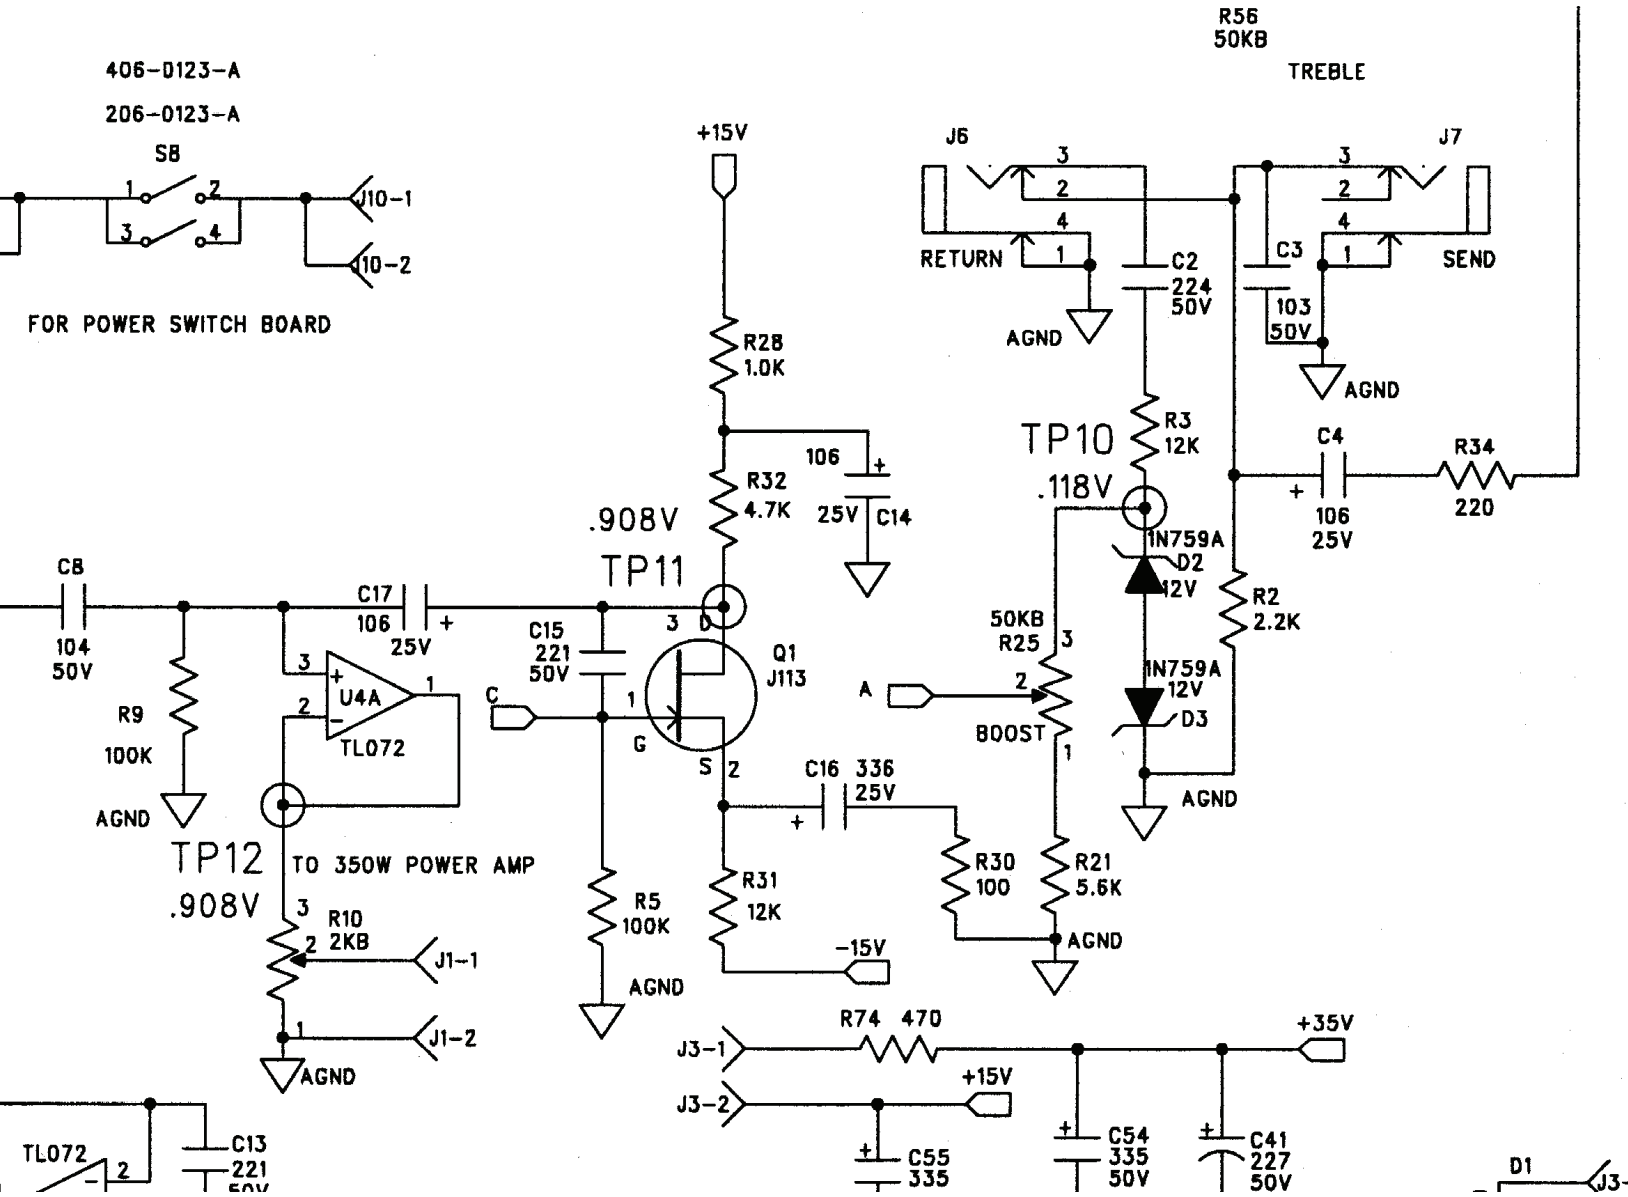 R56
50KB
TREBLE
406-0123-A
206-0123-A
S8
1
2
3
4
J10-1
J10-2
FOR POWER SWITCH BOARD
+15V
R28
1.0K
R32
4.7K
106
+
25V C14
.908V
TP11
J6
3
2
4
1
RETURN
AGND
C2
224
50V
J7
3
2
4
1
SEND
C3
103
50V
AGND
TP10
.118V
R3
12K
C4
+
106
25V
R34
220
1N759A
D2
12V
R2
2.2K
1N759A
12V
D3
AGND
50KB
R25
3
2
1
A
BOOST
R21
5.6K
AGND
C8
104
50V
R9
100K
AGND
C17
106
+
25V
3
+
2
-
1
U4A
TL072
TP12
.908V
TO 350W POWER AMP
3
R10
2KB
2
J1-1
1
J1-2
AGND
C15
221
50V
C
3
D
Q1
J113
1
G
S
2
R5
100K
AGND
C16
336
25V
+
R30
100
R31
12K
-15V
J3-1
R74 470
+35V
J3-2
+15V
+
C55
335
+
C54
335
50V
+
C41
227
50V
TL072
-
2
C13
221
50V
D1
J3-